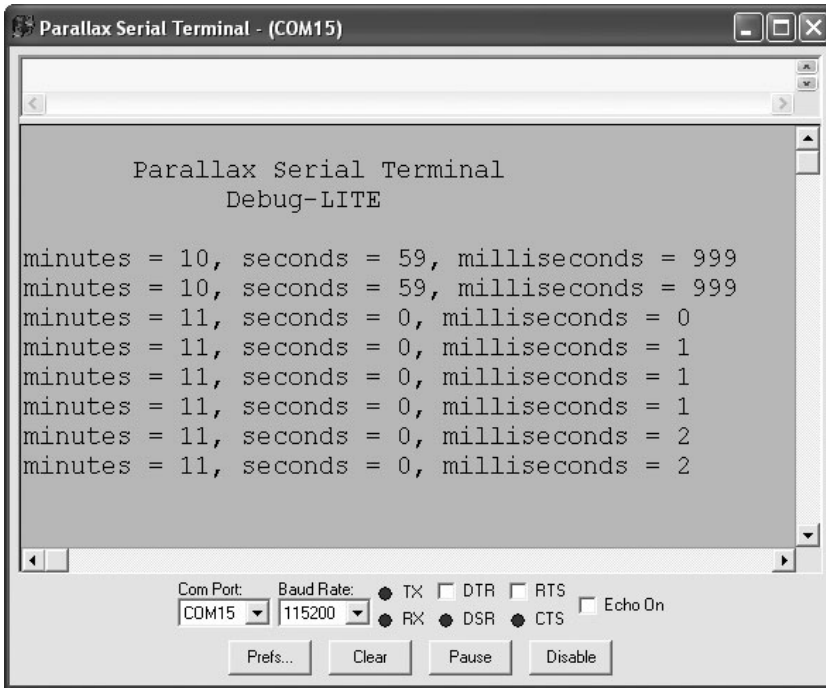 Parallax Serial Terminal - (COM15)
Parallax Serial Terminal
Debug-LITE
minutes = 10, seconds = 59, milliseconds = 999
minutes = 10, seconds = 59, milliseconds = 999
minutes = 11, seconds = 0, milliseconds = 0
minutes = 11, seconds = 0, milliseconds = 1
minutes = 11, seconds = 0, milliseconds = 1
minutes = 11, seconds = 0, milliseconds = 1
minutes = 11, seconds = 0, milliseconds = 2
minutes = 11, seconds = 0, milliseconds = 2
Com Port: Baud Rate: TX DTR RTS
COM15 115200 RX DSR CTS Echo On
Prefs... Clear Pause Disable